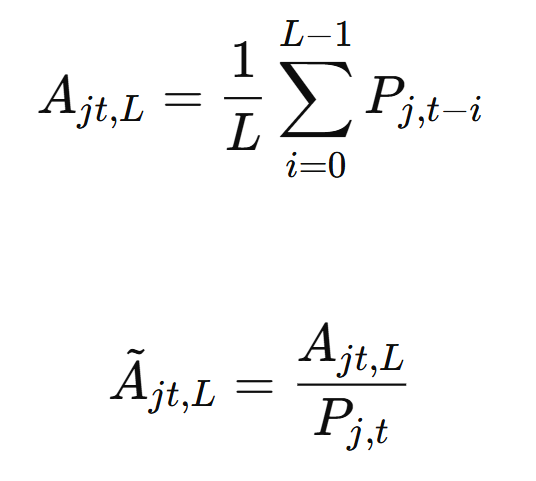 $A_{jt,L} = \frac{1}{L} \sum_{i=0}^{L-1} P_{j,t-i}$
$\tilde{A}_{jt,L} = \frac{A_{jt,L}}{P_{j,t}}$